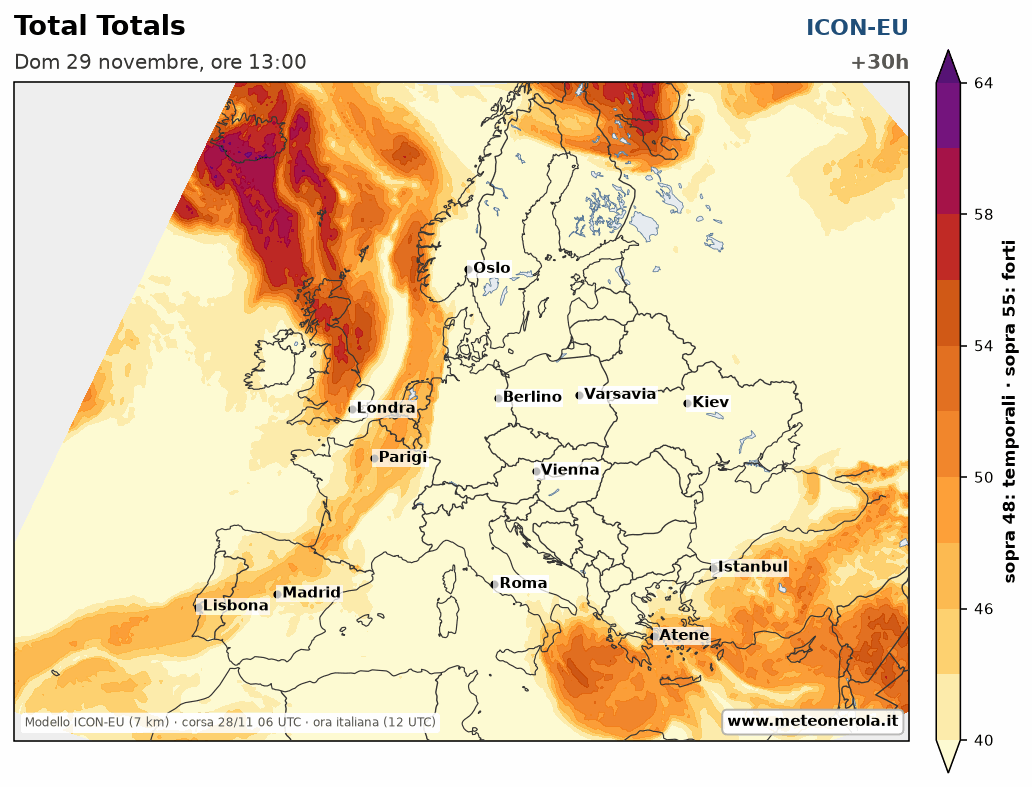 Total Totals
ICON-EU
Dom 29 novembre, ore 13:00
+30h
64
58
54
50
46
40
sopra 48: temporali · sopra 55: forti
Oslo
Berlino
Varsavia
Kiev
Londra
Parigi
Vienna
Istanbul
Roma
Madrid
Lisbona
Atene
Modello ICON-EU (7 km) · corsa 28/11 06 UTC · ora italiana (12 UTC)
www.meteonerola.it